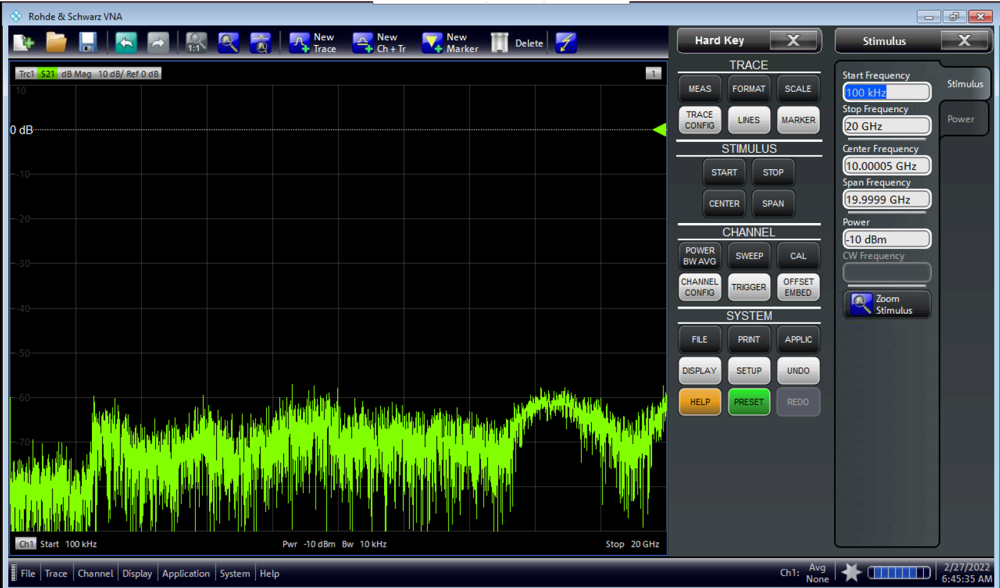 Rohde & Schwarz VNA
1:1
New
Trace
New
Ch + Tr
New
Marker
Delete
Trc1 S21 dB Mag 10 dB/ Ref 0 dB
1
10
0 dB
-10
-20
-30
-40
-50
-60
-70
Ch1 Start 100 kHz
Pwr -10 dBm Bw 10 kHz
Stop 20 GHz
Hard Key
X
TRACE
MEAS
FORMAT
SCALE
TRACE
CONFIG
LINES
MARKER
STIMULUS
START
STOP
CENTER
SPAN
CHANNEL
POWER
BW AVG
SWEEP
CAL
CHANNEL
CONFIG
TRIGGER
OFFSET
EMBED
SYSTEM
FILE
PRINT
APPLIC
DISPLAY
SETUP
UNDO
HELP
PRESET
REDO
Stimulus
X
Start Frequency
100 kHz
Stop Frequency
20 GHz
Center Frequency
10.00005 GHz
Span Frequency
19.9999 GHz
Power
-10 dBm
CW Frequency
Zoom
Stimulus
Stimulus
Power
File
Trace
Channel
Display
Application
System
Help
Ch1:
Avg
None
2/27/2022
6:45:35 AM